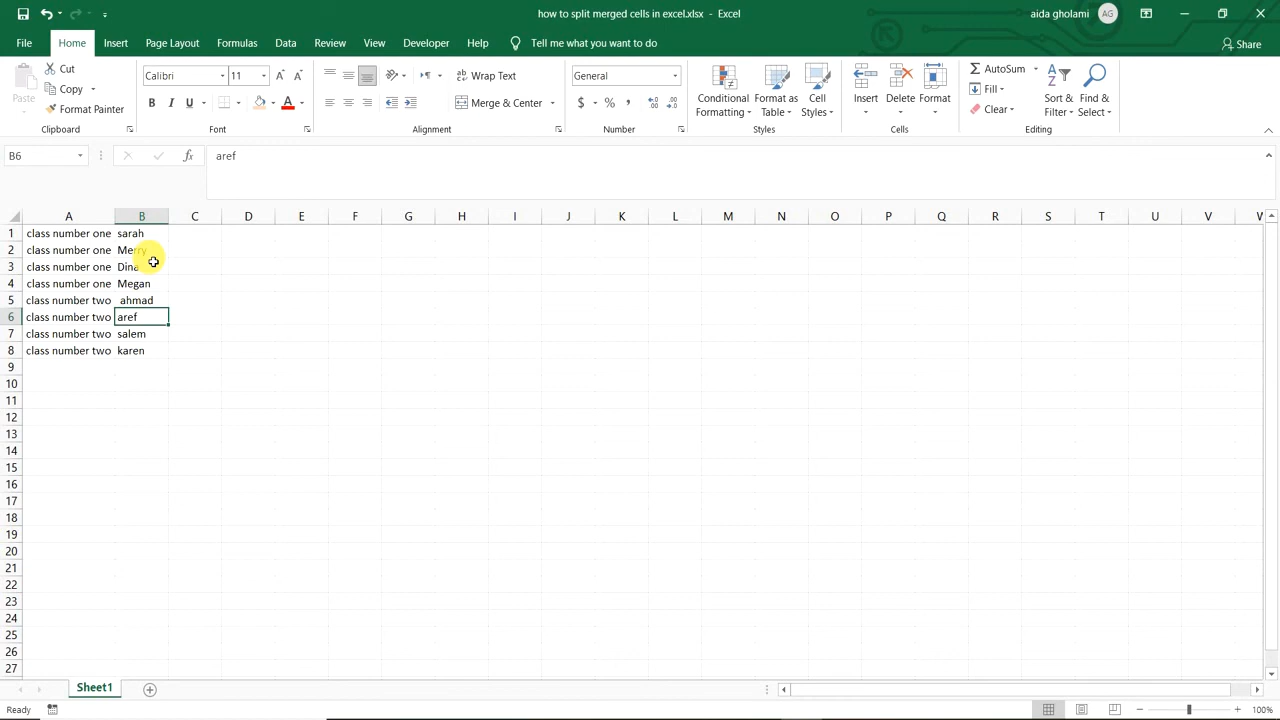 how to split merged cells in excel.xlsx - Excel
aida gholami AG
File Home Insert Page Layout Formulas Data Review View Developer Help Tell me what you want to do Share
Paste Cut Copy Format Painter
Clipboard
Calibri 11
B I U
Font
Wrap Text
Merge & Center
Alignment
General
$ % ,
Number
Conditional Formatting
Format as Table
Cell Styles
Styles
Insert Delete Format
Cells
AutoSum
Fill
Clear
Sort & Filter
Find & Select
Editing
B6 fx aref
A B C D E F G H I J K L M N O P Q R S T U V W
1 class number one sarah
2 class number one Merry
3 class number one Dina
4 class number one Megan
5 class number two ahmad
6 class number two aref
7 class number two salem
8 class number two karen
9
10
11
12
13
14
15
16
17
18
19
20
21
22
23
24
25
26
27
Sheet1
Ready 100%